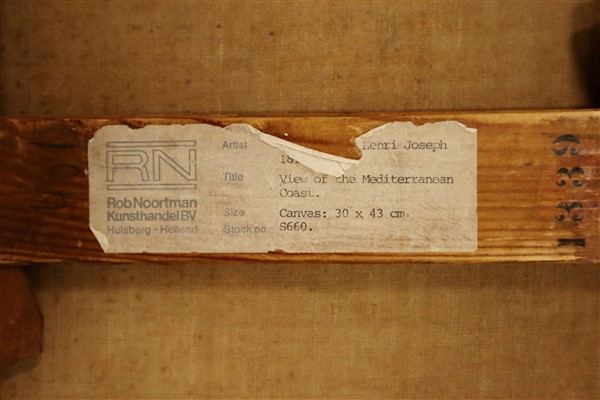 RN
Rob Noortman
Kunsthandel BV
Hulsberg - Holland
Artist Henri Joseph
Title View of the Mediterranean
Coast.
Size Canvas: 30 x 43 cm.
Stock no. S660.
1339